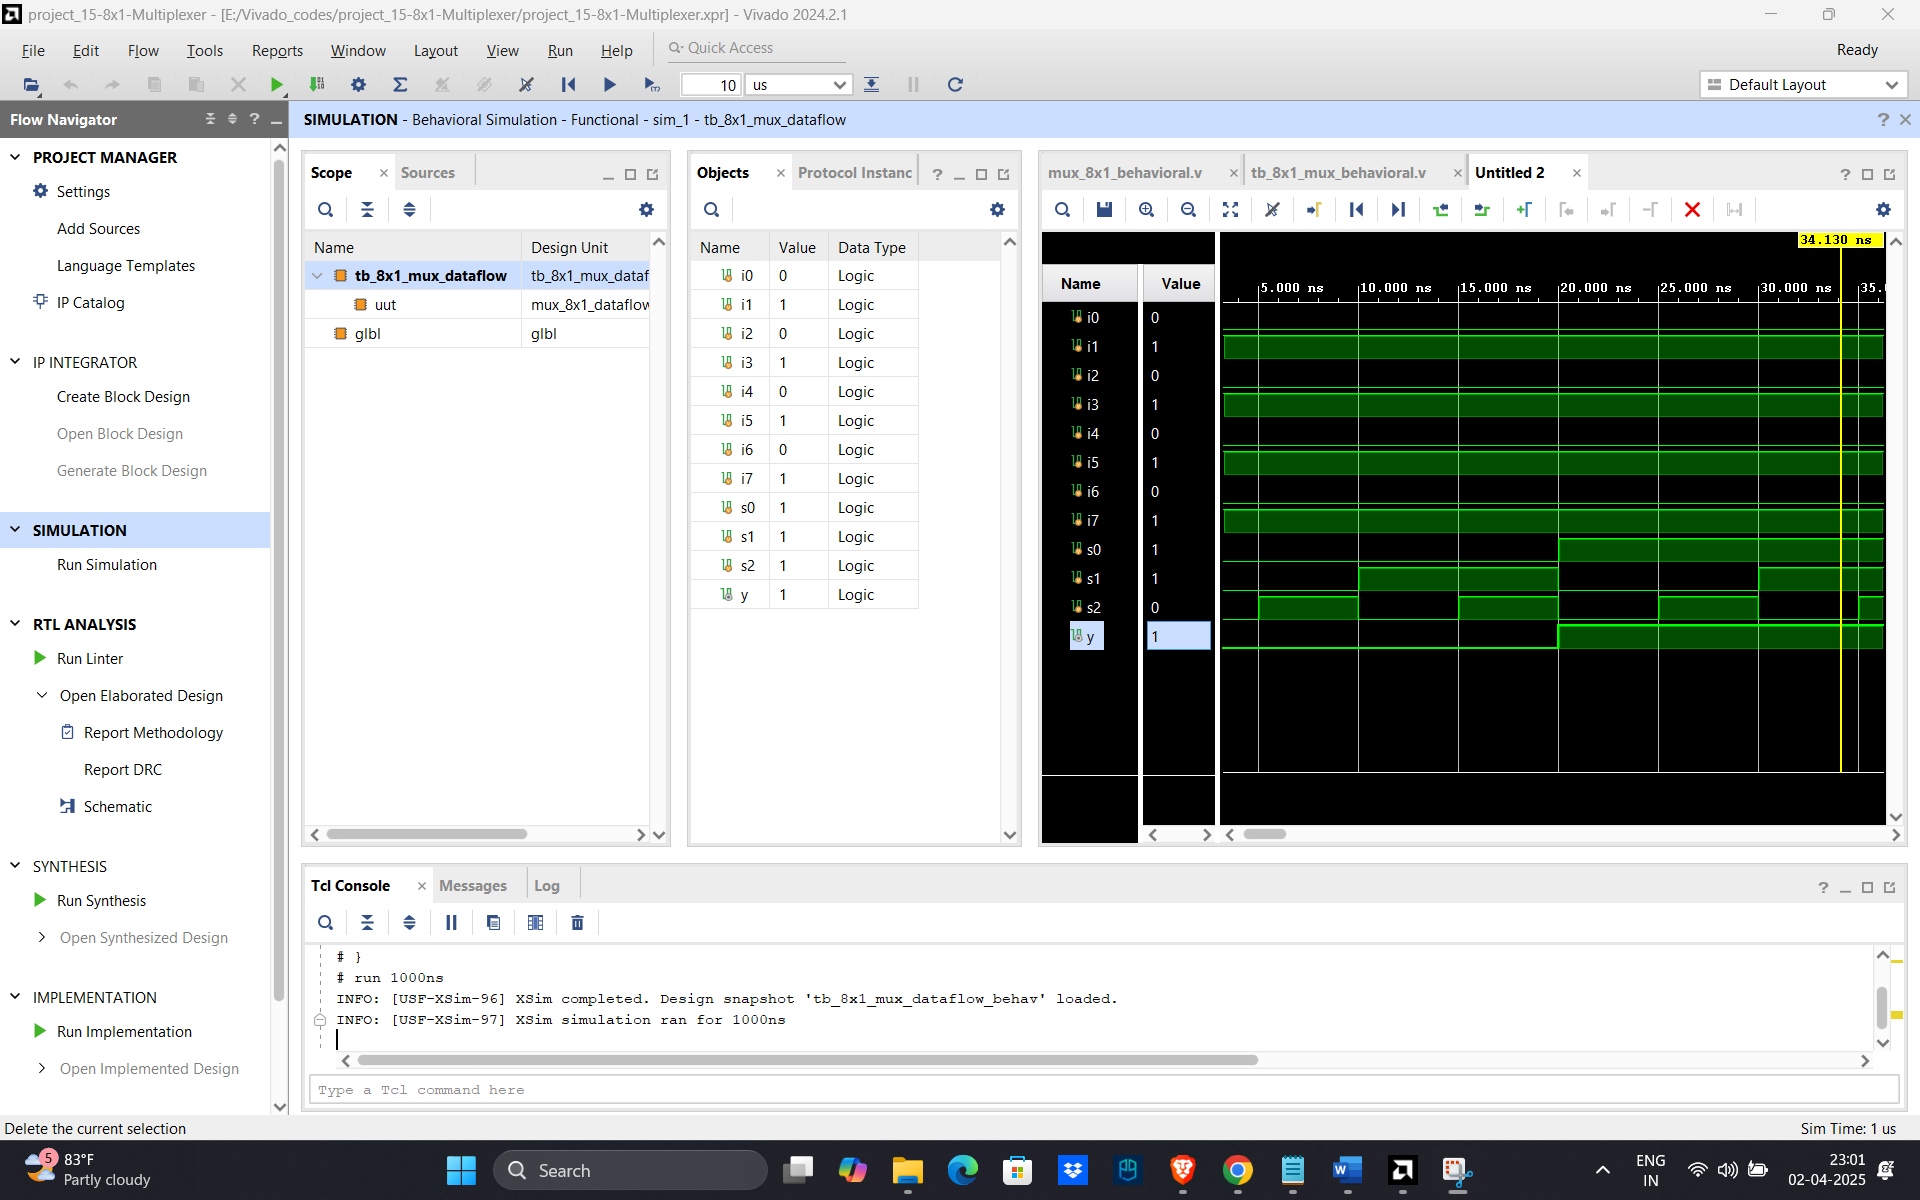 project_15-8x1-Multiplexer - [E:/Vivado_codes/project_15-8x1-Multiplexer/project_15-8x1-Multiplexer.xpr] - Vivado 2024.2.1
File Edit Flow Tools Reports Window Layout View Run Help Quick Access Ready
10 us Default Layout
Flow Navigator
SIMULATION - Behavioral Simulation - Functional - sim_1 - tb_8x1_mux_dataflow
PROJECT MANAGER
Settings
Add Sources
Language Templates
IP Catalog
IP INTEGRATOR
Create Block Design
Open Block Design
Generate Block Design
SIMULATION
Run Simulation
RTL ANALYSIS
Run Linter
Open Elaborated Design
Report Methodology
Report DRC
Schematic
SYNTHESIS
Run Synthesis
Open Synthesized Design
IMPLEMENTATION
Run Implementation
Open Implemented Design
Scope Sources
Name Design Unit
tb_8x1_mux_dataflow tb_8x1_mux_dataf
uut mux_8x1_dataflow
glbl glbl
Objects Protocol Instanc
Name Value Data Type
i0 0 Logic
i1 1 Logic
i2 0 Logic
i3 1 Logic
i4 0 Logic
i5 1 Logic
i6 0 Logic
i7 1 Logic
s0 1 Logic
s1 1 Logic
s2 1 Logic
y 1 Logic
mux_8x1_behavioral.v tb_8x1_mux_behavioral.v Untitled 2
34.130 ns
Name Value
5.000 ns 10.000 ns 15.000 ns 20.000 ns 25.000 ns 30.000 ns 35.
i0 0
i1 1
i2 0
i3 1
i4 0
i5 1
i6 0
i7 1
s0 1
s1 1
s2 0
y 1
Tcl Console Messages Log
# }
# run 1000ns
INFO: [USF-XSim-96] XSim completed. Design snapshot 'tb_8x1_mux_dataflow_behav' loaded.
INFO: [USF-XSim-97] XSim simulation ran for 1000ns
Type a Tcl command here
Delete the current selection Sim Time: 1 us
5 83°F
Partly cloudy
Search
ENG
IN
23:01
02-04-2025